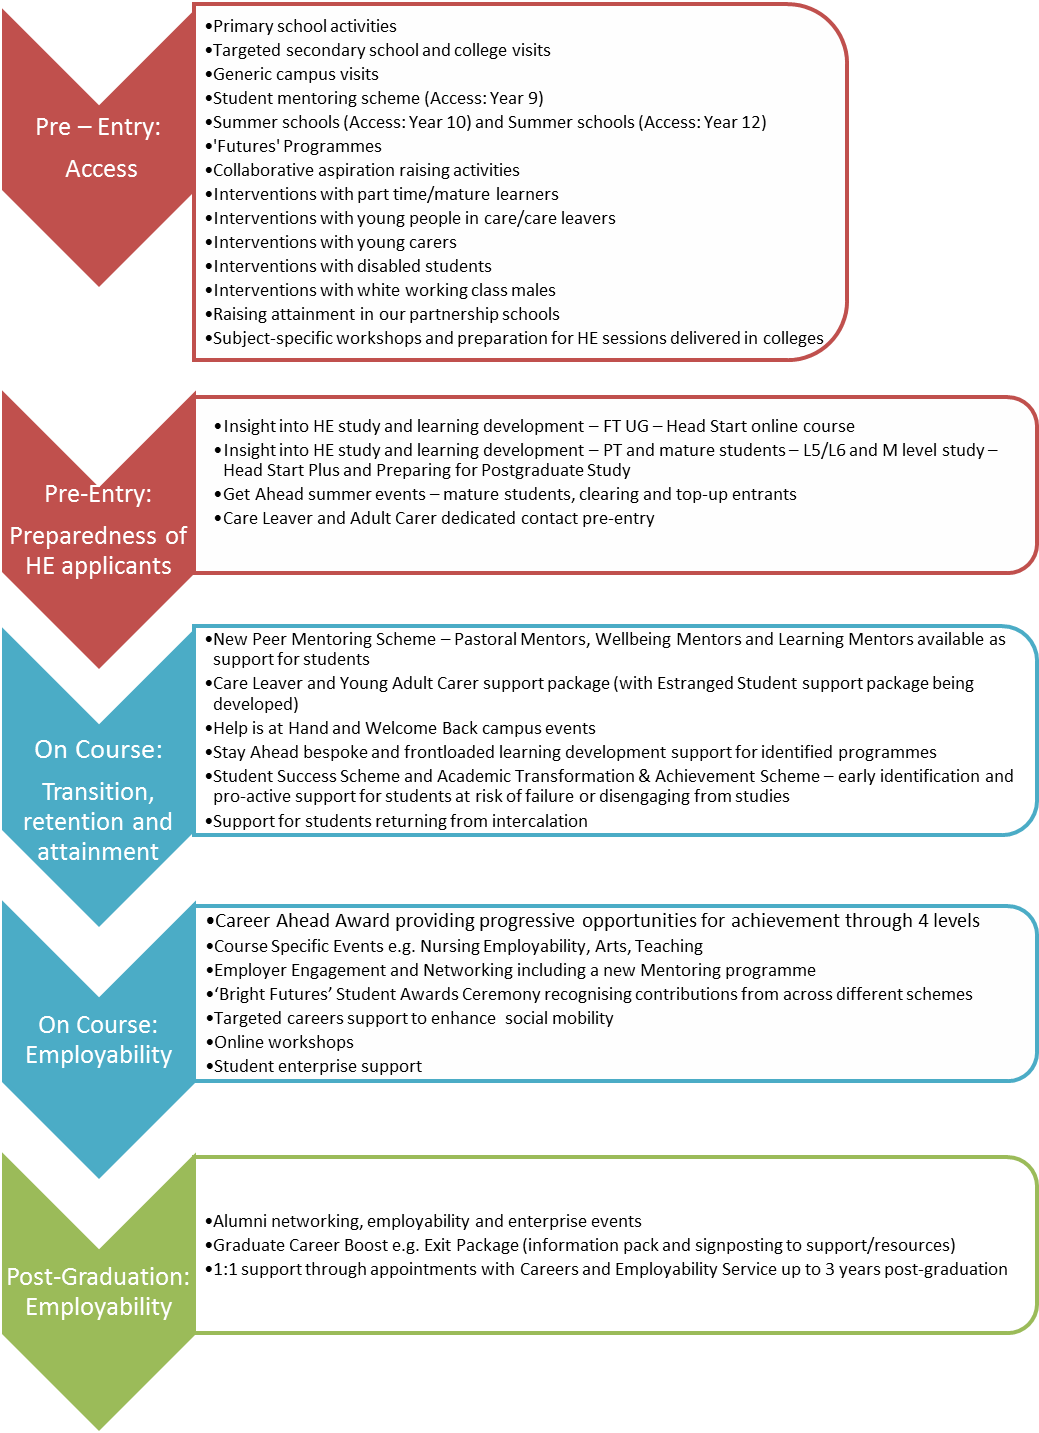 Pre – Entry:
Access
•Primary school activities
•Targeted secondary school and college visits
•Generic campus visits
•Student mentoring scheme (Access: Year 9)
•Summer schools (Access: Year 10) and Summer schools (Access: Year 12)
•'Futures' Programmes
•Collaborative aspiration raising activities
•Interventions with part time/mature learners
•Interventions with young people in care/care leavers
•Interventions with young carers
•Interventions with disabled students
•Interventions with white working class males
•Raising attainment in our partnership schools
•Subject-specific workshops and preparation for HE sessions delivered in colleges
Pre-Entry:
Preparedness of
HE applicants
•Insight into HE study and learning development – FT UG – Head Start online course
•Insight into HE study and learning development – PT and mature students – L5/L6 and M level study –
Head Start Plus and Preparing for Postgraduate Study
•Get Ahead summer events – mature students, clearing and top-up entrants
•Care Leaver and Adult Carer dedicated contact pre-entry
On Course:
Transition,
retention and
attainment
•New Peer Mentoring Scheme – Pastoral Mentors, Wellbeing Mentors and Learning Mentors available as
support for students
•Care Leaver and Young Adult Carer support package (with Estranged Student support package being
developed)
•Help is at Hand and Welcome Back campus events
•Stay Ahead bespoke and frontloaded learning development support for identified programmes
•Student Success Scheme and Academic Transformation & Achievement Scheme – early identification and
pro-active support for students at risk of failure or disengaging from studies
•Support for students returning from intercalation
On Course:
Employability
•Career Ahead Award providing progressive opportunities for achievement through 4 levels
•Course Specific Events e.g. Nursing Employability, Arts, Teaching
•Employer Engagement and Networking including a new Mentoring programme
•‘Bright Futures’ Student Awards Ceremony recognising contributions from across different schemes
•Targeted careers support to enhance  social mobility
•Online workshops
•Student enterprise support
Post-Graduation:
Employability
•Alumni networking, employability and enterprise events
•Graduate Career Boost e.g. Exit Package (information pack and signposting to support/resources)
•1:1 support through appointments with Careers and Employability Service up to 3 years post-graduation